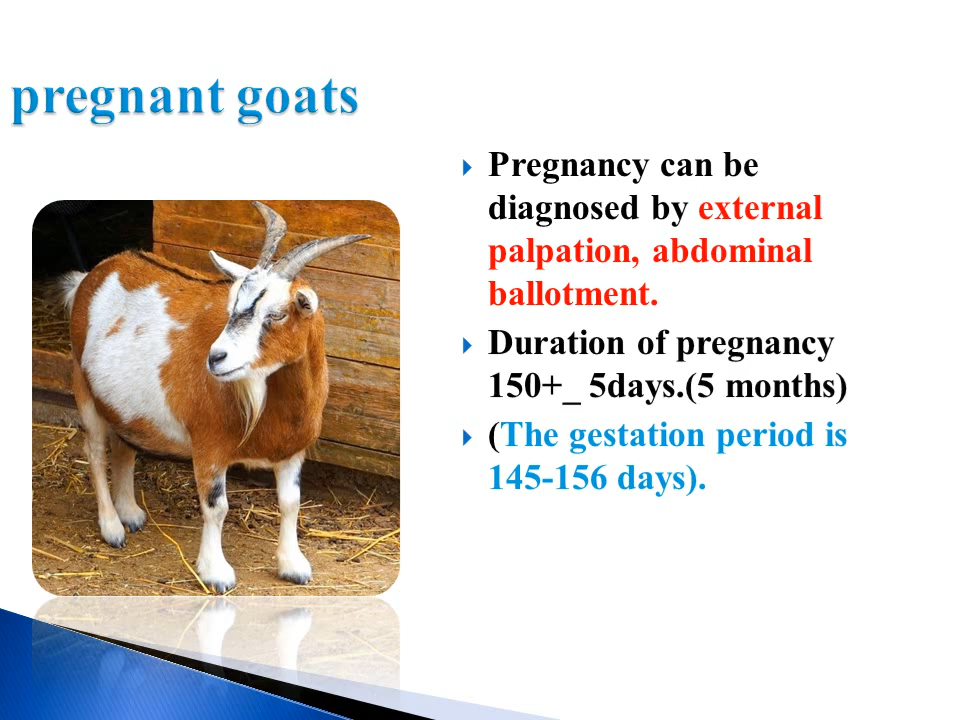 pregnant goats
Pregnancy can be
diagnosed by external
palpation, abdominal
ballotment.
Duration of pregnancy
150+_ 5days.(5 months)
(The gestation period is
145-156 days).